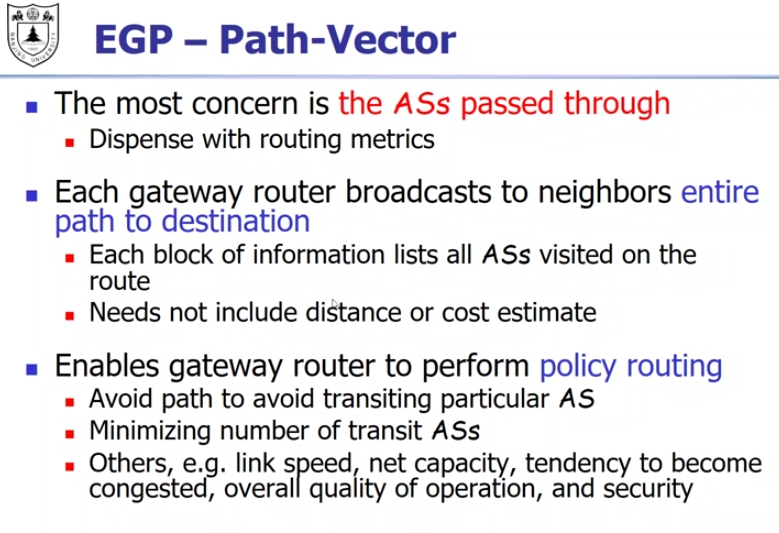 NANJING UNIVERSITY
EGP – Path-Vector
The most concern is the ASs passed through
Dispense with routing metrics
Each gateway router broadcasts to neighbors entire
path to destination
Each block of information lists all ASs visited on the
route
Needs not include distance or cost estimate
Enables gateway router to perform policy routing
Avoid path to avoid transiting particular AS
Minimizing number of transit ASs
Others, e.g. link speed, net capacity, tendency to become
congested, overall quality of operation, and security